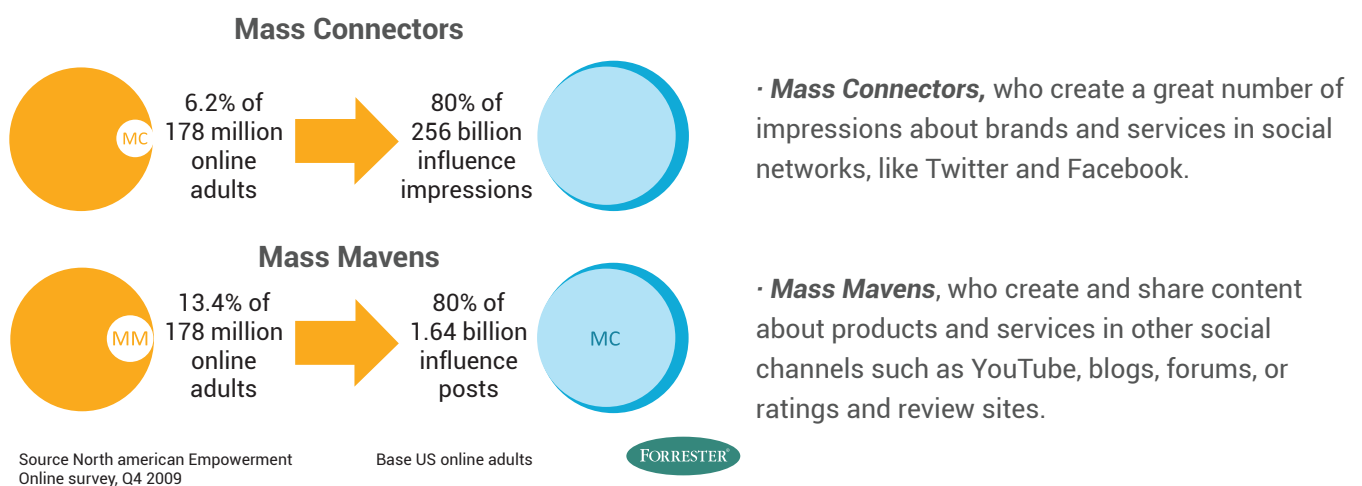 Mass Connectors
MC
6.2% of
178 million
online
adults
80% of
256 billion
influence
impressions
· Mass Connectors, who create a great number of
impressions about brands and services in social
networks, like Twitter and Facebook.
Mass Mavens
MM
13.4% of
178 million
online
adults
80% of
1.64 billion
influence
posts
MC
· Mass Mavens, who create and share content
about products and services in other social
channels such as YouTube, blogs, forums, or
ratings and review sites.
Source North american Empowerment
Online survey, Q4 2009
Base US online adults
FORRESTER®